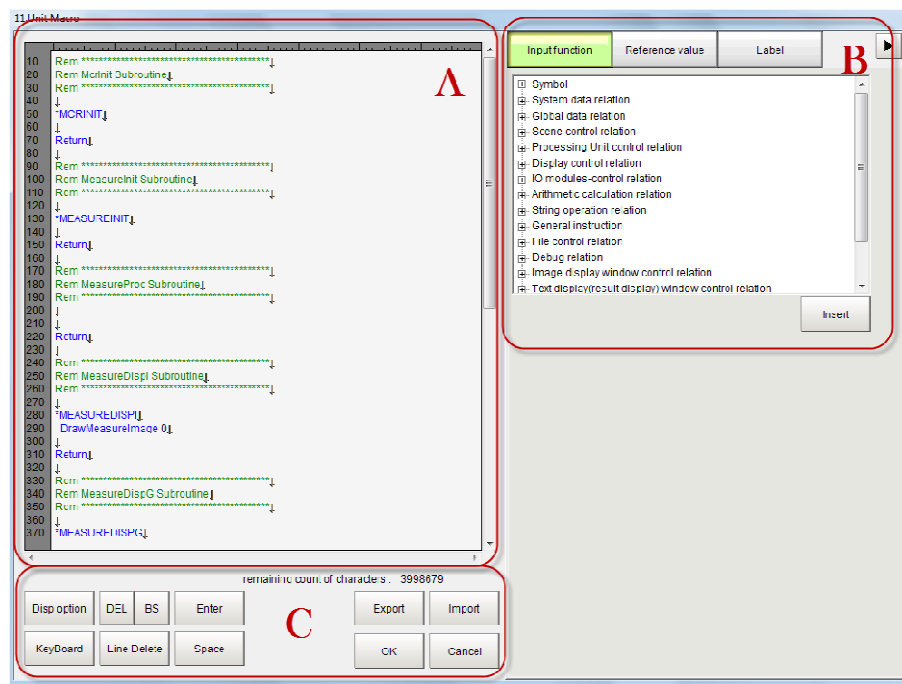 11.Unit Macro
A
10 Rem ********************************************↓
20 Rem McrInit Subroutine↓
30 Rem ********************************************↓
40 ↓
50 *MCRINIT↓
60 ↓
70 Return↓
80 ↓
90 Rem ********************************************↓
100 Rem MeasureInit Subroutine↓
110 Rem ********************************************↓
120 ↓
130 *MEASUREINIT↓
140 ↓
150 Return↓
160 ↓
170 Rem ********************************************↓
180 Rem MeasureProc Subroutine↓
190 Rem ********************************************↓
200 ↓
210 ↓
220 Return↓
230 ↓
240 Rem ********************************************↓
250 Rem MeasureDispI Subroutine↓
260 Rem ********************************************↓
270 ↓
280 *MEASUREDISPI↓
290 DrawMeasureImage 0↓
300 ↓
310 Return↓
320 ↓
330 Rem ********************************************↓
340 Rem MeasureDispG Subroutine↓
350 Rem ********************************************↓
360 ↓
370 *MEASUREDISPG↓
Input function Reference value Label
B
Symbol
System data relation
Global data relation
Scene control relation
Processing Unit control relation
Display control relation
IO modules-control relation
Arithmetic calculation relation
String operation relation
General instruction
File control relation
Debug relation
Image display window control relation
Text display(result display) window control relation
Insert
remaining count of characters : 3998679
Disp option DEL BS Enter Export Import
C
KeyBoard Line Delete Space OK Cancel